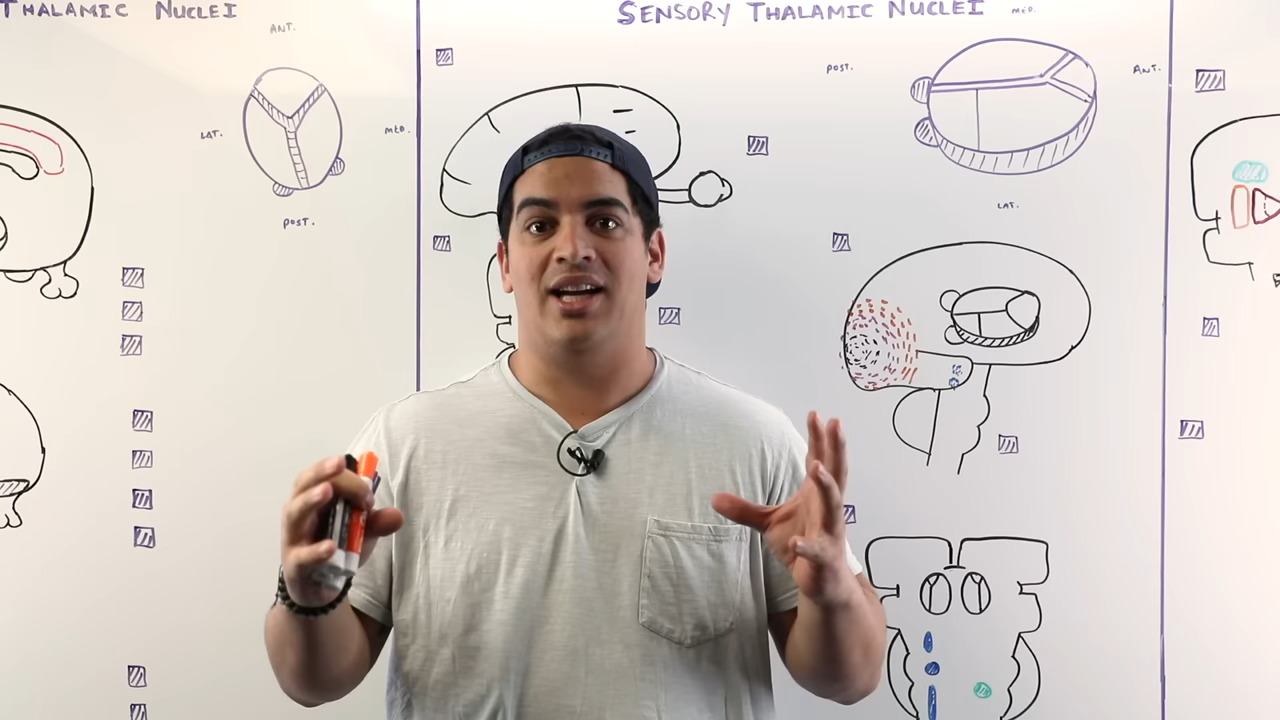 THALAMIC NUCLEI
ANT.
LAT.
MED.
POST.
SENSORY THALAMIC NUCLEI
MED.
POST.
ANT.
LAT.